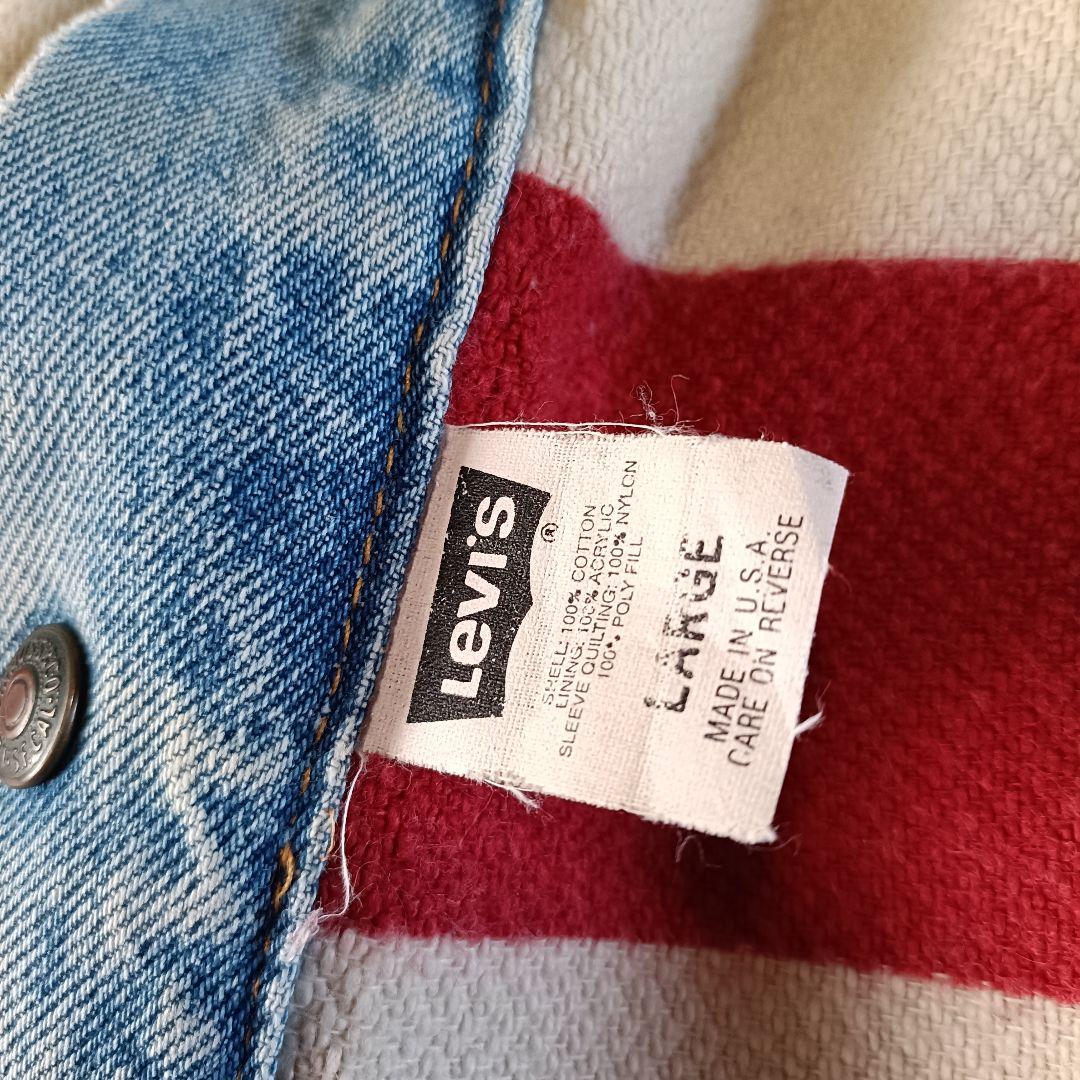 Levi's®
SHELL: 100% COTTON
LINING: 100% ACRYLIC
SLEEVE QUILTING: 100% NYLON
100% POLY FILL
LARGE
MADE IN U.S.A.
CARE ON REVERSE